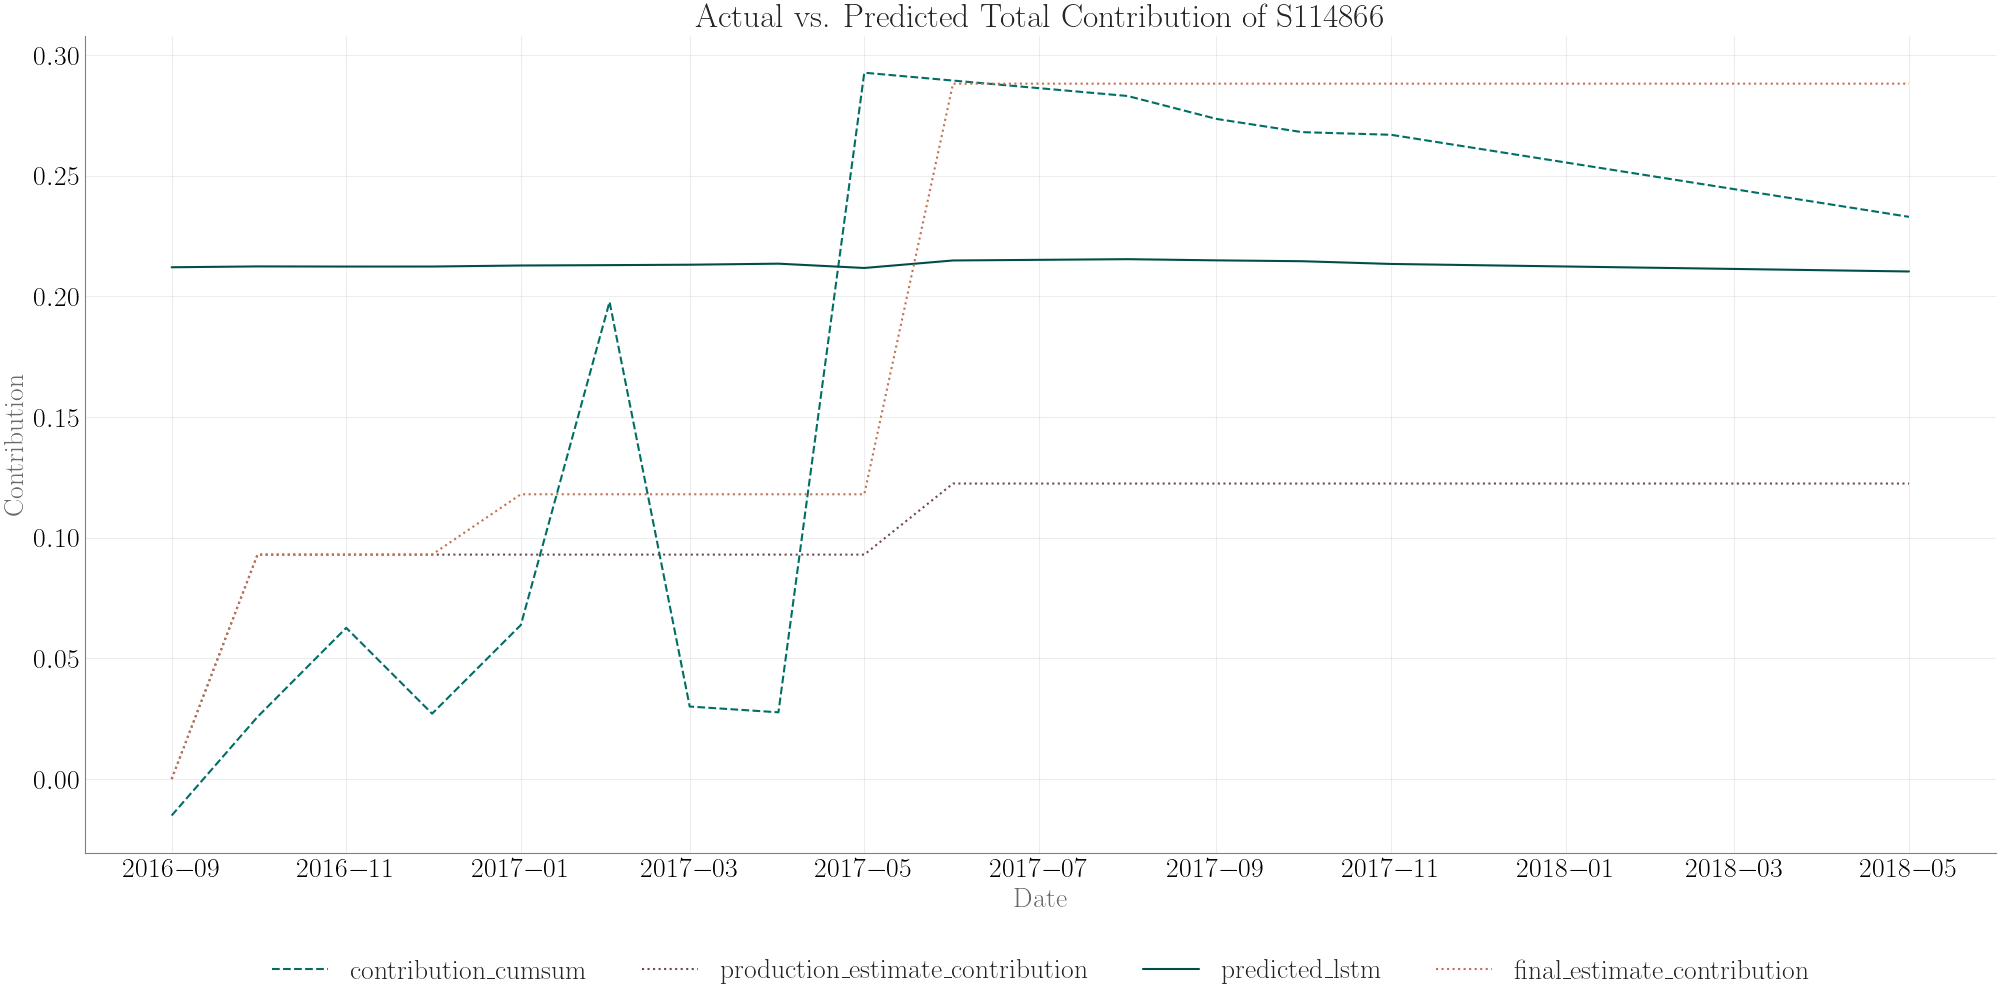 Actual vs. Predicted Total Contribution of S114866
0.30
0.25
0.20
0.15
0.10
0.05
0.00
Contribution
2016–09 2016–11 2017–01 2017–03 2017–05 2017–07 2017–09 2017–11 2018–01 2018–03 2018–05
Date
contribution_cumsum production_estimate_contribution predicted_lstm final_estimate_contribution